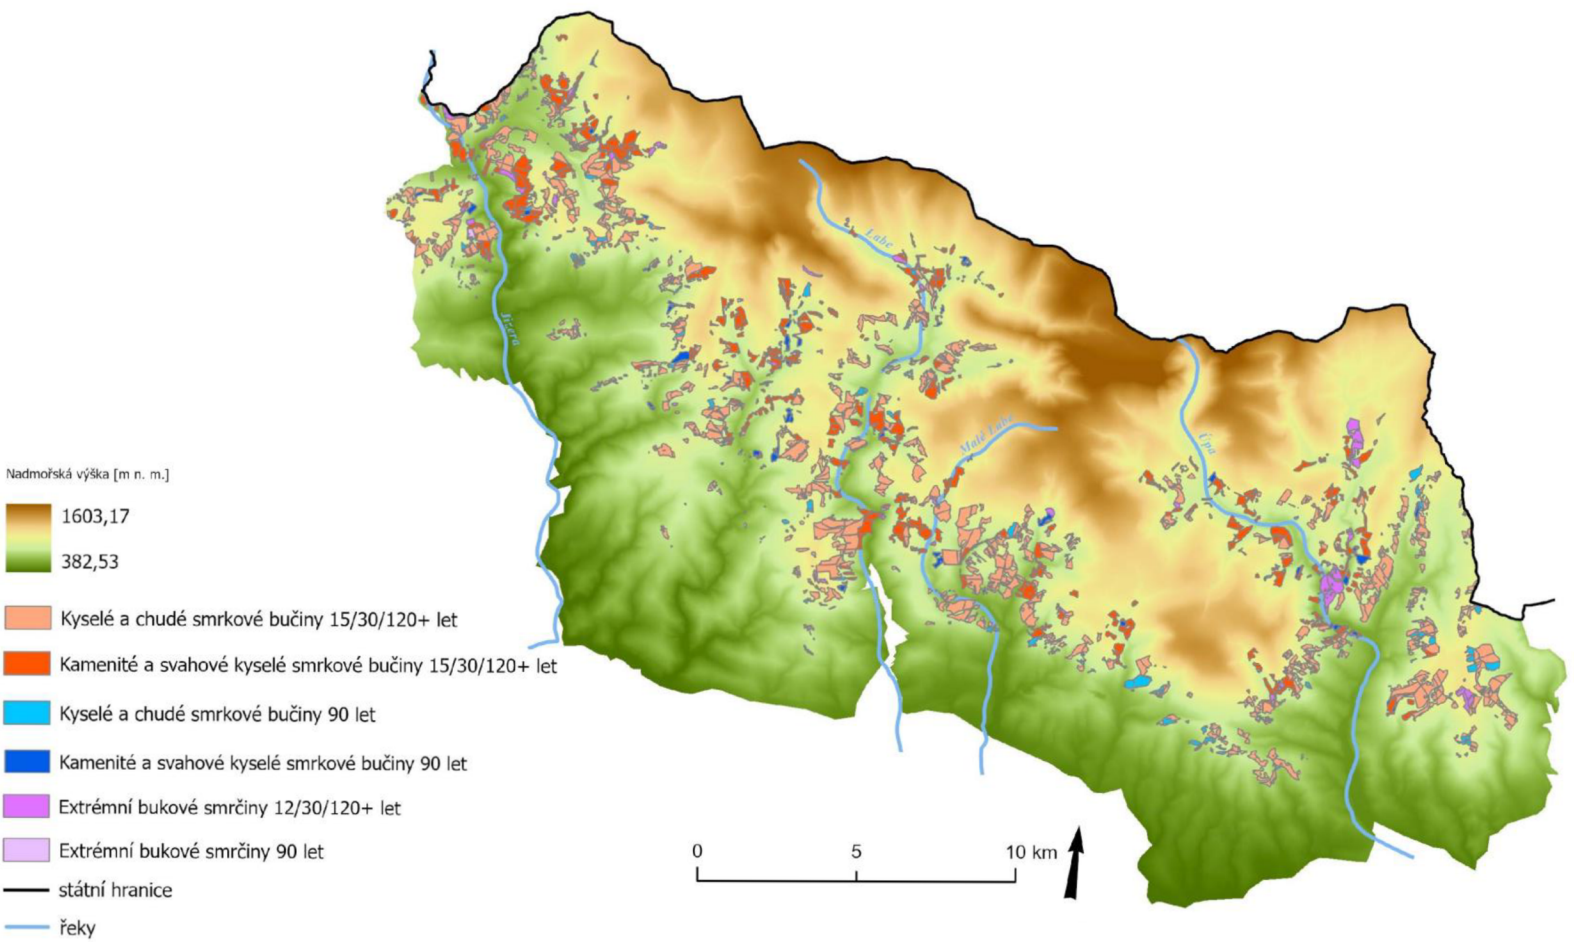 Labe
Jizera
Malé Labe
Úpa
Nadmořská výška [m n. m.]
1603,17
382,53
Kyselé a chudé smrkové bučiny 15/30/120+ let
Kamenité a svahové kyselé smrkové bučiny 15/30/120+ let
Kyselé a chudé smrkové bučiny 90 let
Kamenité a svahové kyselé smrkové bučiny 90 let
Extrémní bukové smrčiny 12/30/120+ let
Extrémní bukové smrčiny 90 let
státní hranice
řeky
0 5 10 km